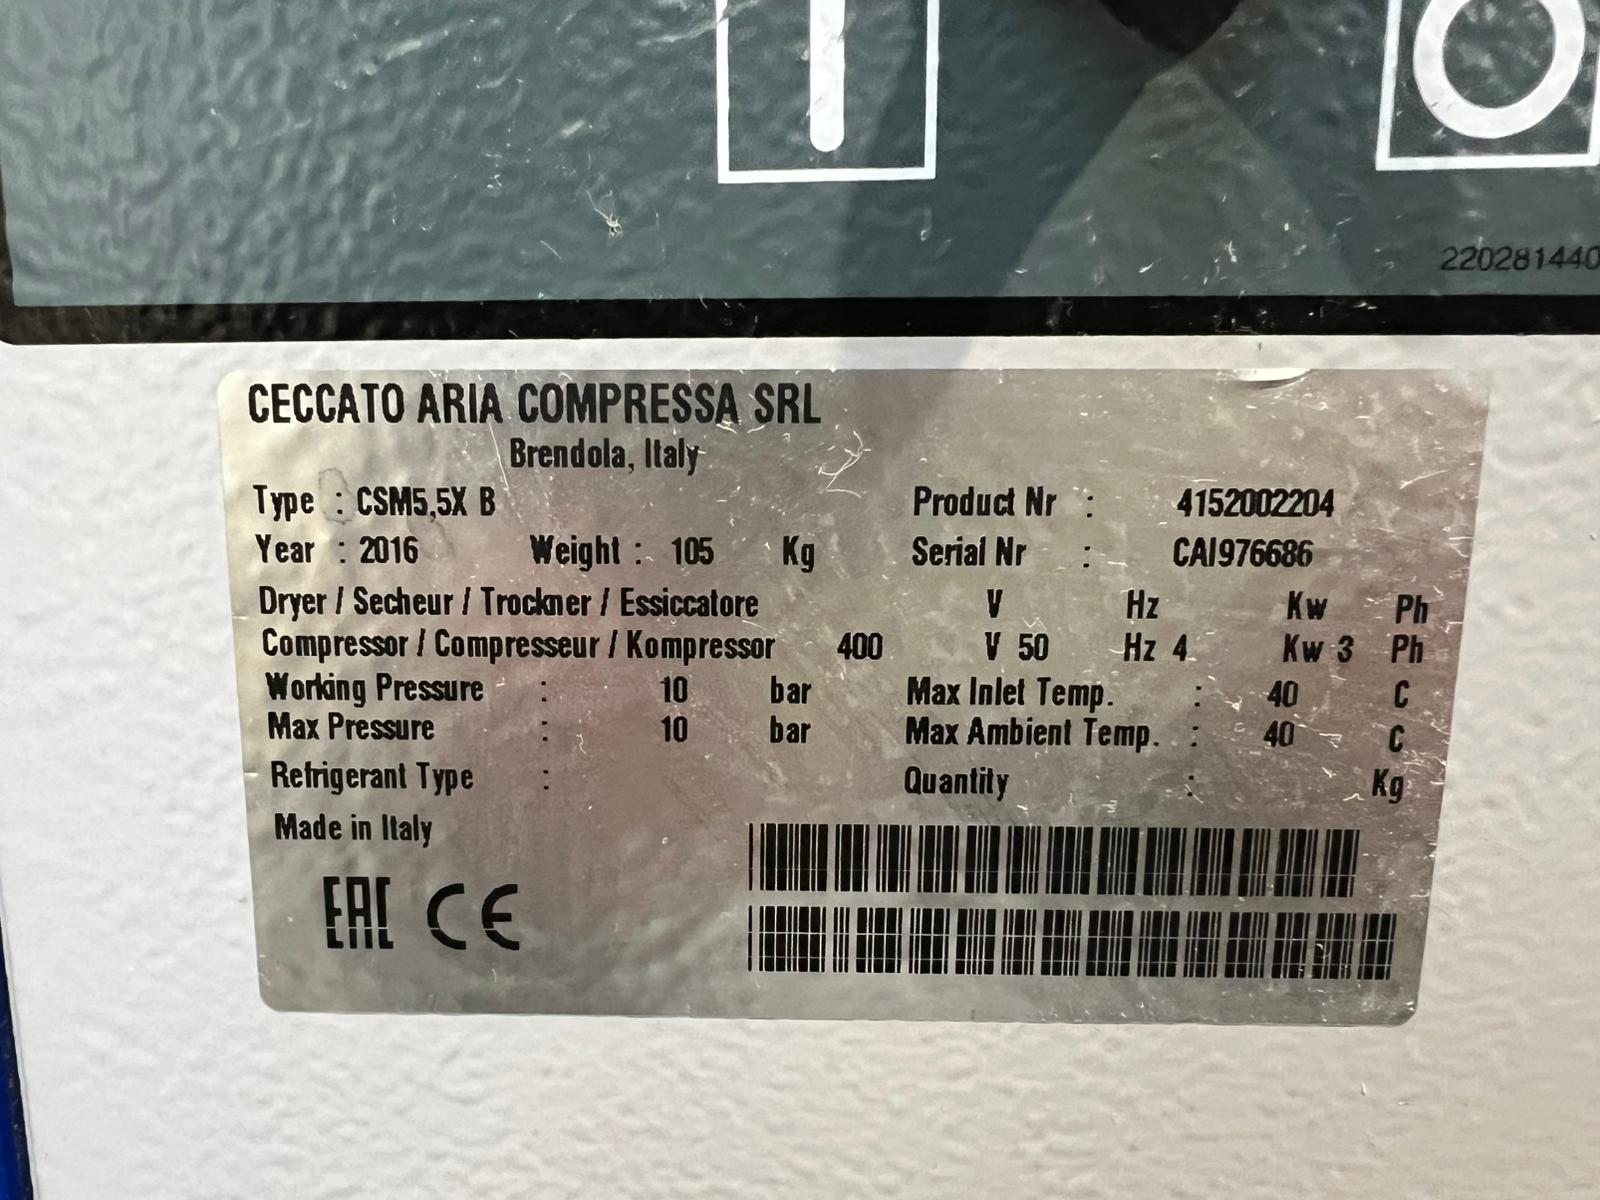 220281440
CECCATO ARIA COMPRESSA SRL
Brendola, Italy
Type : CSM5,5X B Product Nr : 4152002204
Year : 2016 Weight : 105 Kg Serial Nr : CAI976686
Dryer / Secheur / Trockner / Essiccatore V Hz Kw Ph
Compressor / Compresseur / Kompressor 400 V 50 Hz 4 Kw 3 Ph
Working Pressure : 10 bar Max Inlet Temp. : 40 C
Max Pressure : 10 bar Max Ambient Temp. : 40 C
Refrigerant Type : Quantity : Kg
Made in Italy
EAC CE